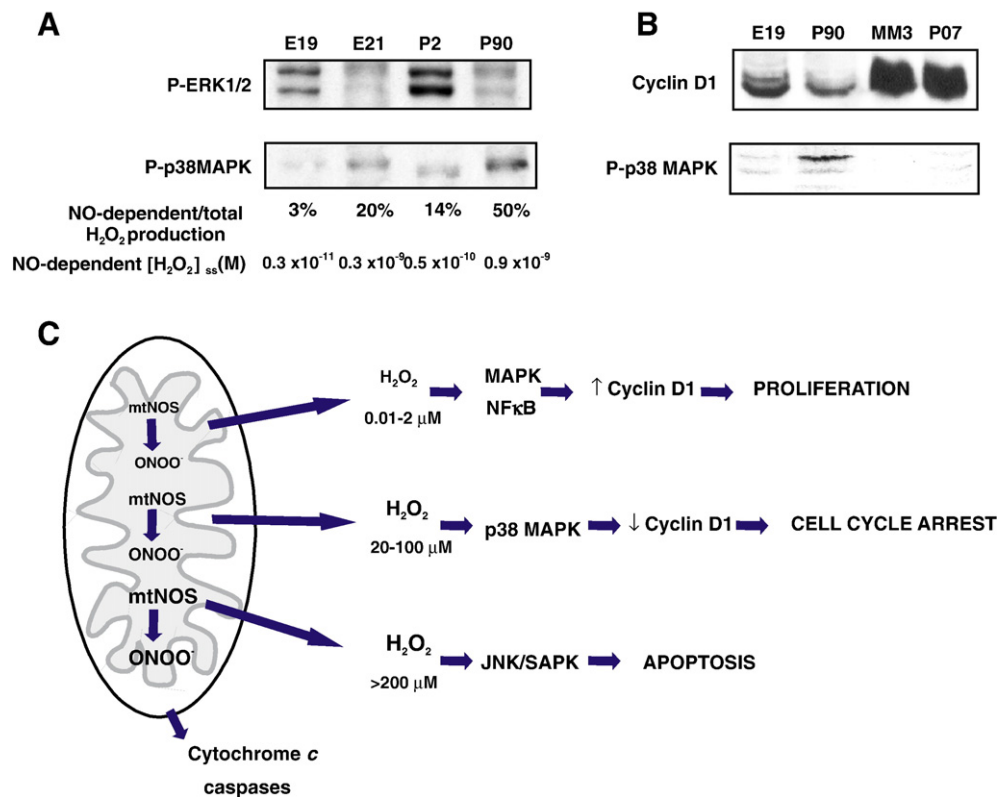 A
E19 E21 P2 P90
P-ERK1/2
P-p38MAPK
NO-dependent/total 3% 20% 14% 50%
H₂O₂ production
NO-dependent [H₂O₂] ss(M) 0.3 x10⁻¹¹ 0.3 x10⁻⁹ 0.5 x10⁻¹⁰ 0.9 x10⁻⁹
B
E19 P90 MM3 P07
Cyclin D1
P-p38 MAPK
C
mtNOS
ONOO⁻
mtNOS
ONOO⁻
mtNOS
ONOO⁻
Cytochrome c
caspases
H₂O₂
0.01-2 µM
MAPK
NFκB
↑ Cyclin D1
PROLIFERATION
H₂O₂
20-100 µM
p38 MAPK
↓ Cyclin D1
CELL CYCLE ARREST
H₂O₂
>200 µM
JNK/SAPK
APOPTOSIS